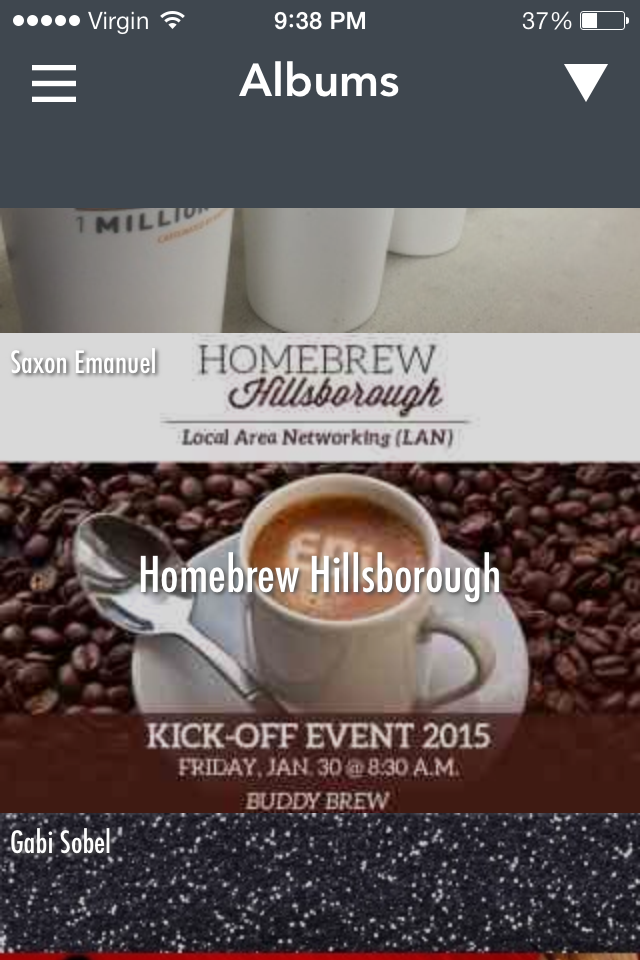 Virgin 9:38 PM 37%
Albums
1 MILLION
Saxon Emanuel
HOMEBREW
Hillsborough
Local Area Networking (LAN)
Homebrew Hillsborough
KICK-OFF EVENT 2015
FRIDAY, JAN. 30 @ 8:30 A.M.
BUDDY BREW
Gabi Sobel